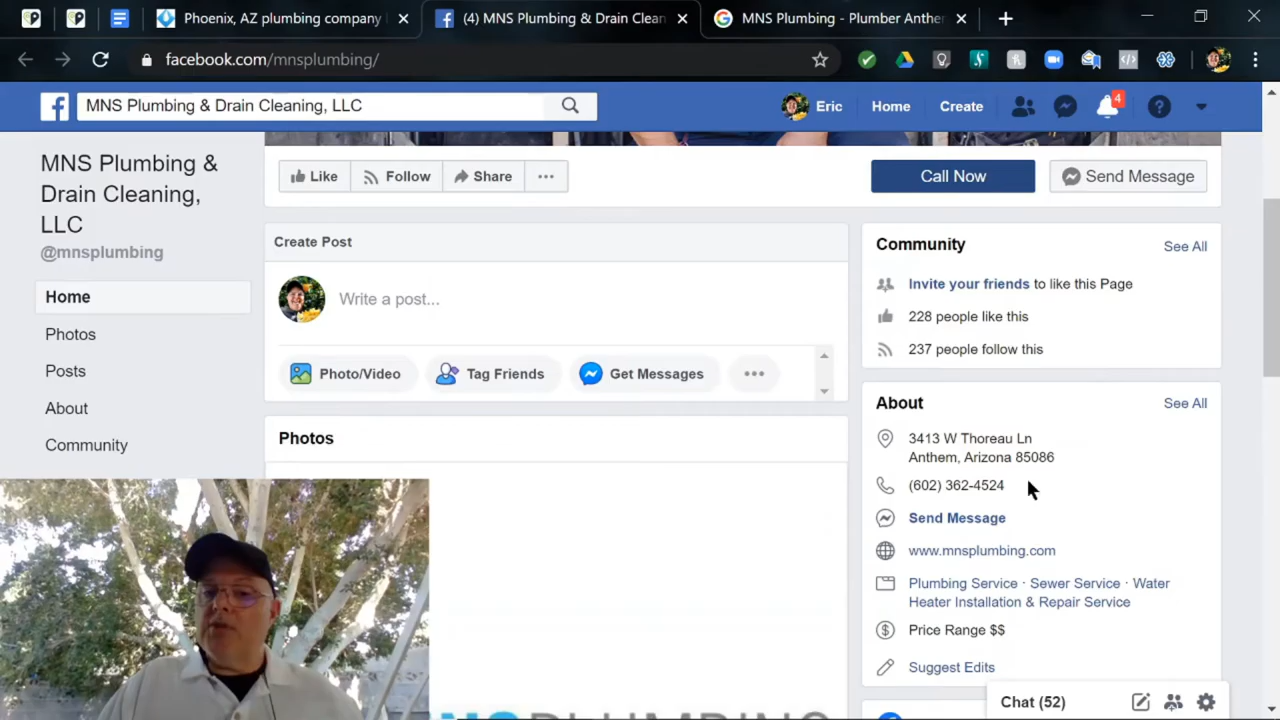 Phoenix, AZ plumbing company
(4) MNS Plumbing & Drain Clean
MNS Plumbing - Plumber Anthe
facebook.com/mnsplumbing/
MNS Plumbing & Drain Cleaning, LLC
Eric
Home
Create
4
MNS Plumbing &
Drain Cleaning,
LLC
@mnsplumbing
Home
Photos
Posts
About
Community
Like
Follow
Share
Call Now
Send Message
Create Post
Write a post...
Photo/Video
Tag Friends
Get Messages
Photos
Community
See All
Invite your friends to like this Page
228 people like this
237 people follow this
About
See All
3413 W Thoreau Ln
Anthem, Arizona 85086
(602) 362-4524
Send Message
www.mnsplumbing.com
Plumbing Service · Sewer Service · Water
Heater Installation & Repair Service
Price Range $$
Suggest Edits
Chat (52)